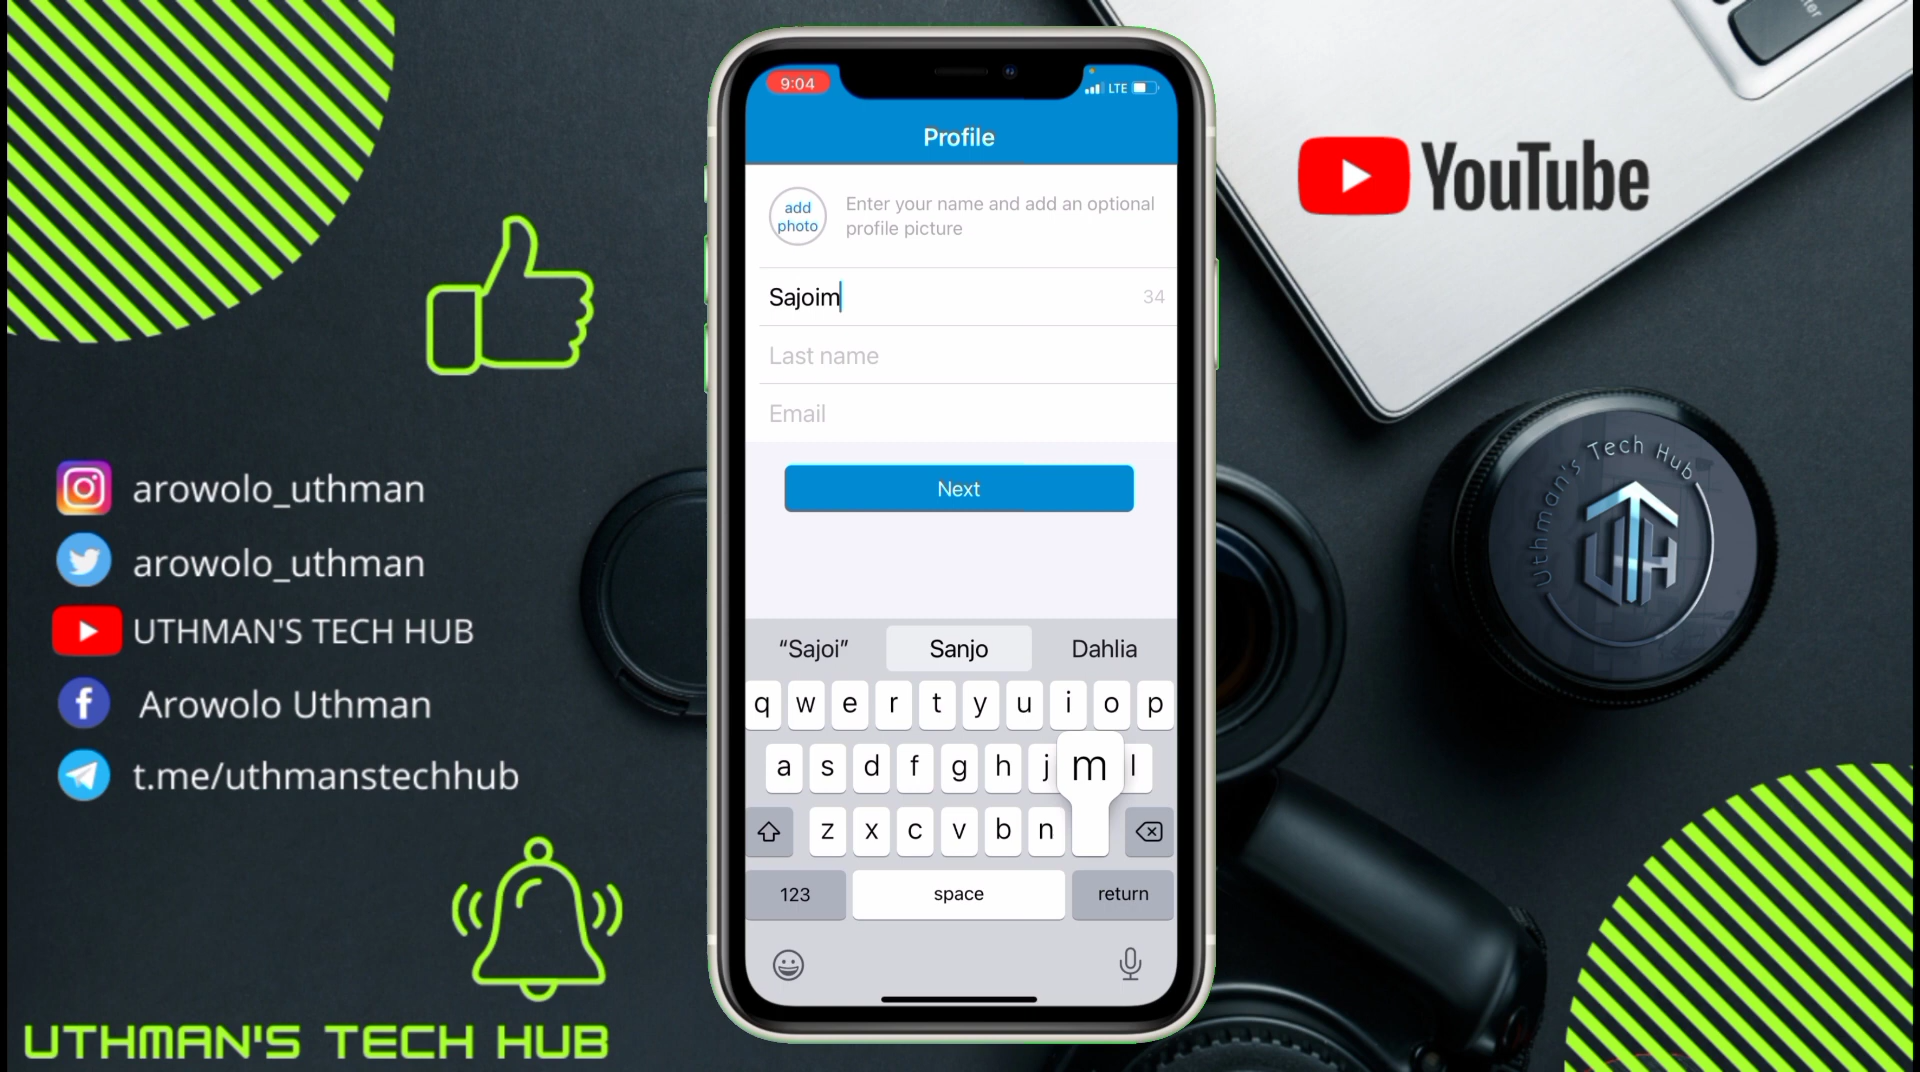 9:04
LTE
Profile
add
photo
Enter your name and add an optional
profile picture
Sajoim
34
Last name
Email
Next
“Sajoi”
Sanjo
Dahlia
q w e r t y u i o p
a s d f g h j m l
z x c v b n
123
space
return
YouTube
Uthman's Tech Hub
UTH
arowolo_uthman
arowolo_uthman
UTHMAN'S TECH HUB
Arowolo Uthman
t.me/uthmanstechhub
UTHMAN'S TECH HUB